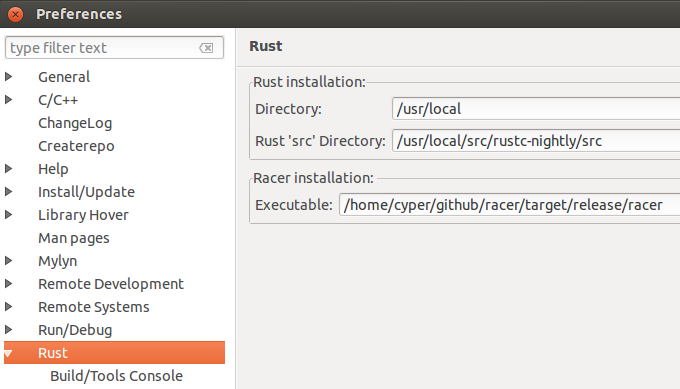 Preferences
type filter text
General
C/C++
ChangeLog
Createrepo
Help
Install/Update
Library Hover
Man pages
Mylyn
Remote Development
Remote Systems
Run/Debug
Rust
Build/Tools Console
Rust
Rust installation:
Directory: /usr/local
Rust 'src' Directory: /usr/local/src/rustc-nightly/src
Racer installation:
Executable: /home/cyper/github/racer/target/release/racer